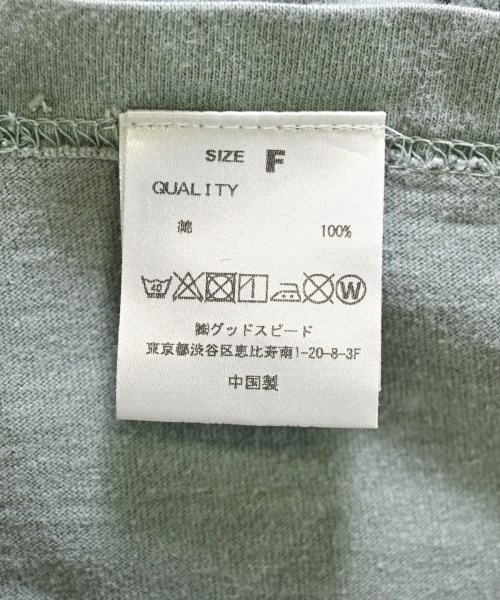 SIZE F
QUALITY
綿 100%
40
W
㈱グッドスピード
東京都渋谷区恵比寿南1-20-8-3F
中国製